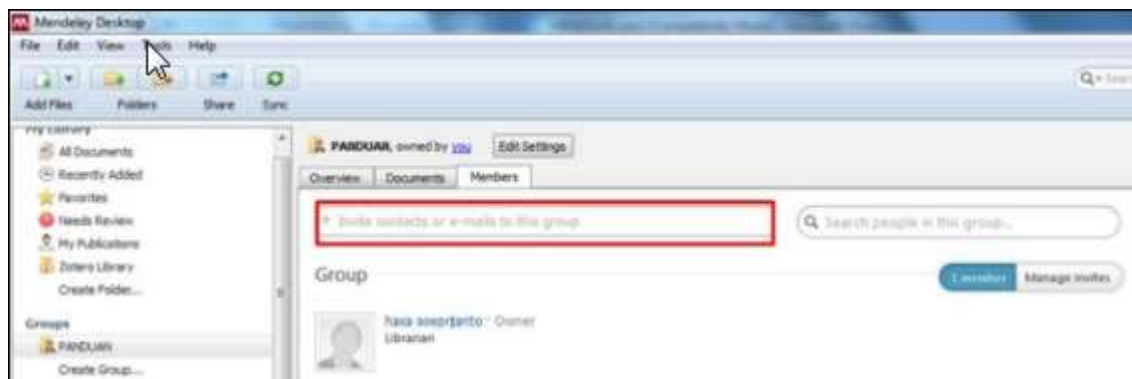 Mendeley Desktop
File Edit View Tools Help
Add Files Folders Share Sync
My Library
All Documents
Recently Added
Favorites
Needs Review
My Publications
Zotero Library
Create Folder...
Groups
PANDUAN
Create Group...
PANDUAN, owned by you Edit Settings
Overview Documents Members
Invite contacts or e-mails to this group
Search people in this group...
Group
1 member Manage invites
hasa soeprijanto · Owner
Librarian